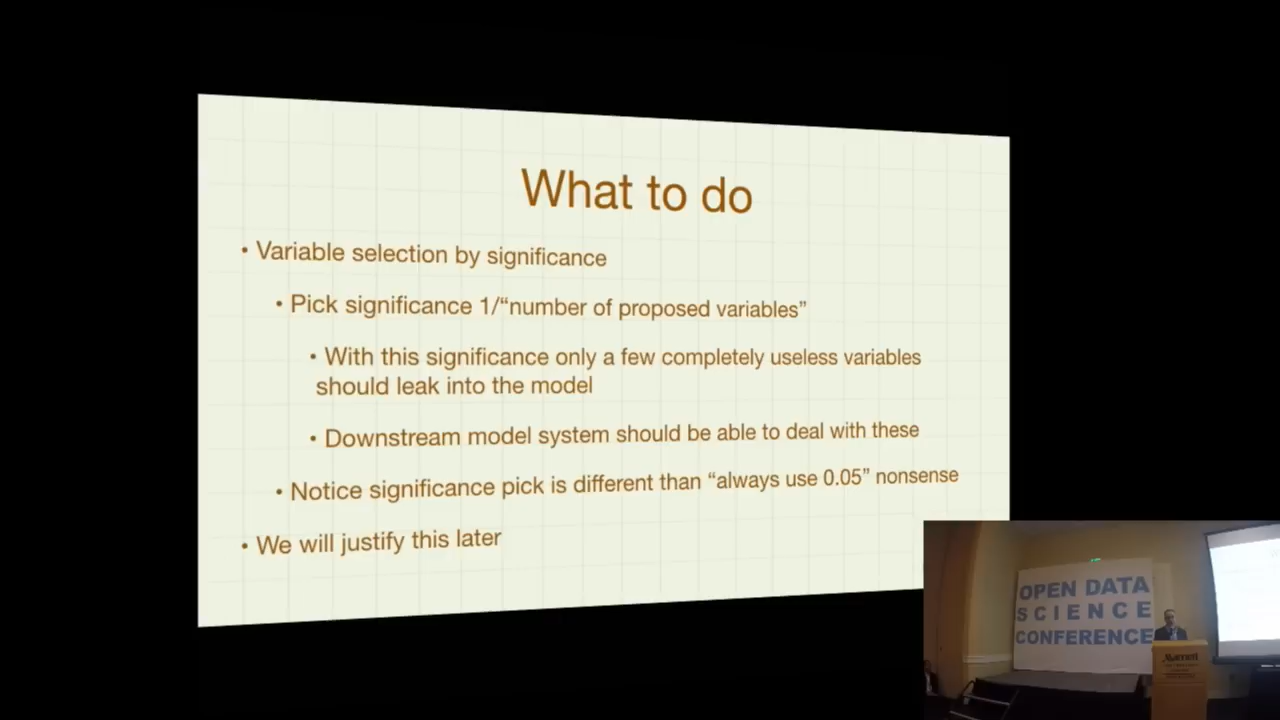 What to do
• Variable selection by significance
• Pick significance 1/“number of proposed variables”
• With this significance only a few completely useless variables
should leak into the model
• Downstream model system should be able to deal with these
• Notice significance pick is different than “always use 0.05” nonsense
• We will justify this later
OPEN DATA
SCIENCE
CONFERENCE
Marriott